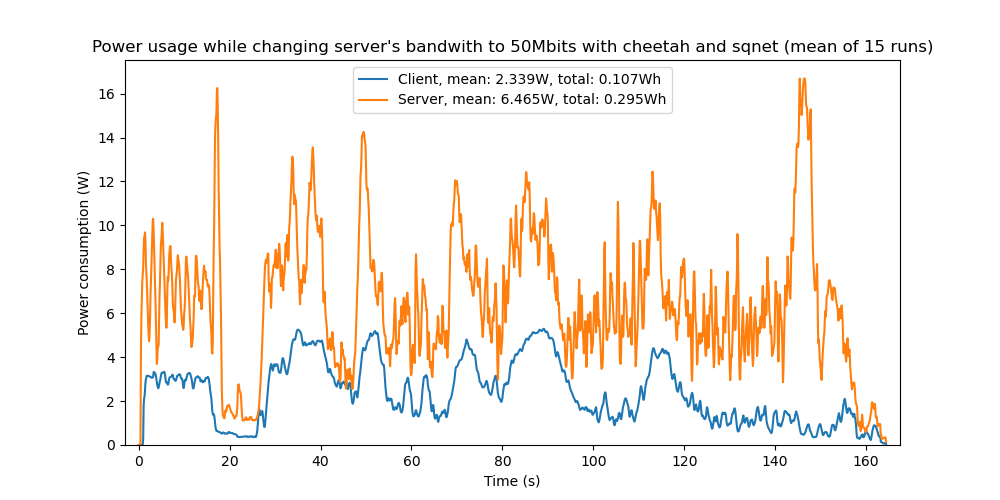 Power usage while changing server's bandwith to 50Mbits with cheetah and sqnet (mean of 15 runs)
Client, mean: 2.339W, total: 0.107Wh
Server, mean: 6.465W, total: 0.295Wh
Power consumption (W)
16
14
12
10
8
6
4
2
0
0 20 40 60 80 100 120 140 160
Time (s)